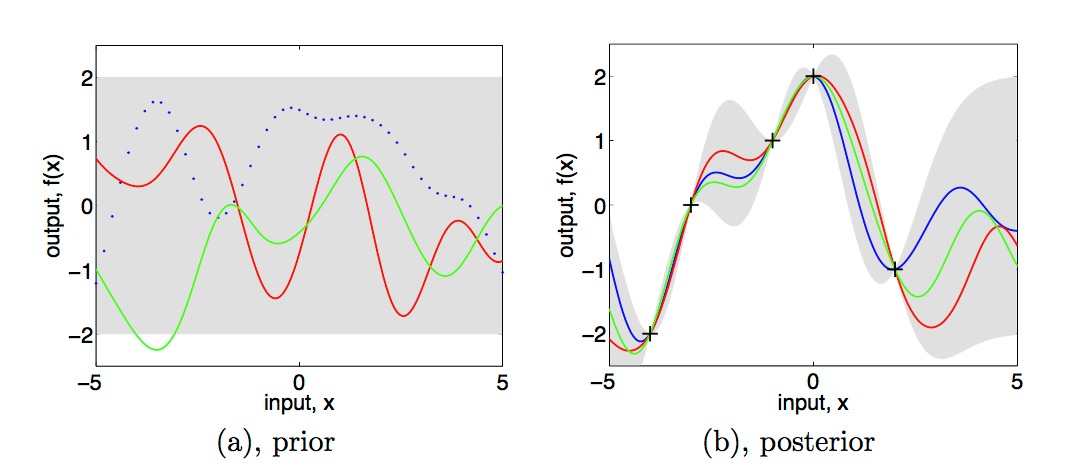 2
1
0
−1
−2
−5
0
5
output, f(x)
input, x
(a), prior
2
1
0
−1
−2
−5
0
5
output, f(x)
input, x
(b), posterior